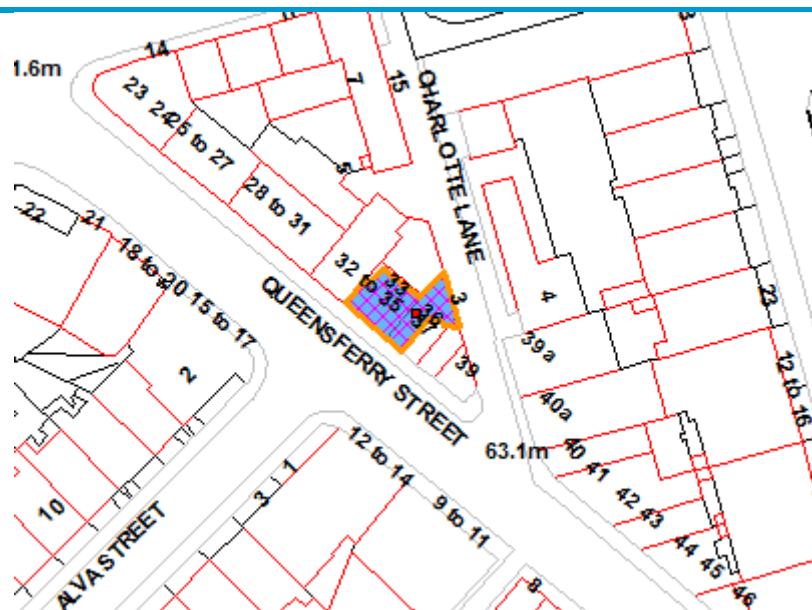 14
1.6m
23
24
25 to 27
7
15
CHARLOTTE LANE
5
28 to 31
22
21
18 to 20
15 to 17
32 to 35
33
36
37
3
4
23
QUEENSFERRY STREET
39
39a
2
40a
12 to 16
12 to 14
63.1m
40
41
1
3
42
43
9 to 11
10
44
45
46
8
ALVA STREET